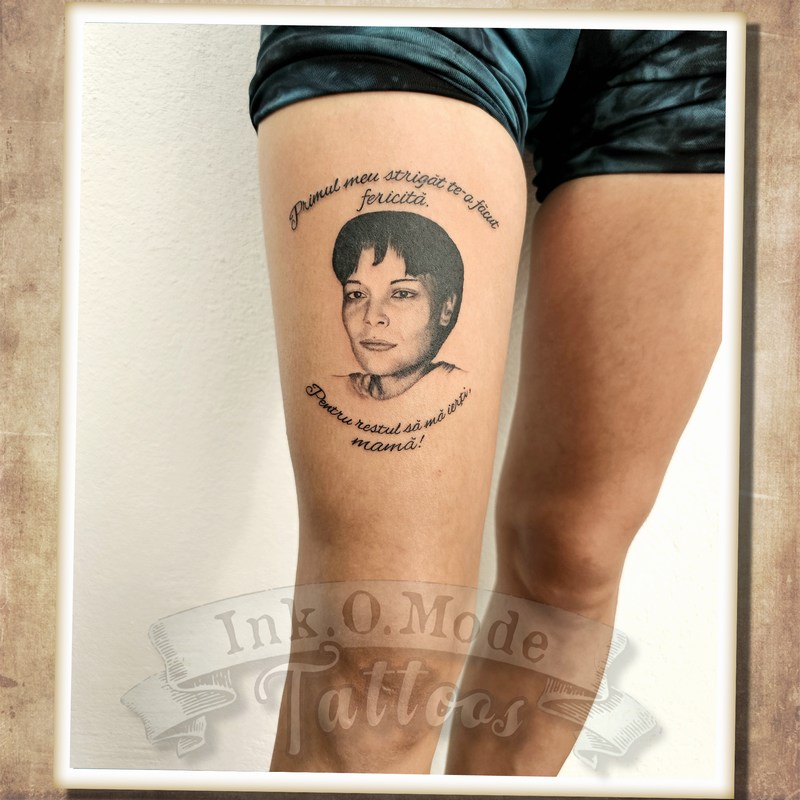 Primul meu strigăt te-a făcut
fericită.
Pentru restul să mă ierți,
mamă!
Ink.O.Mode
Tattoos